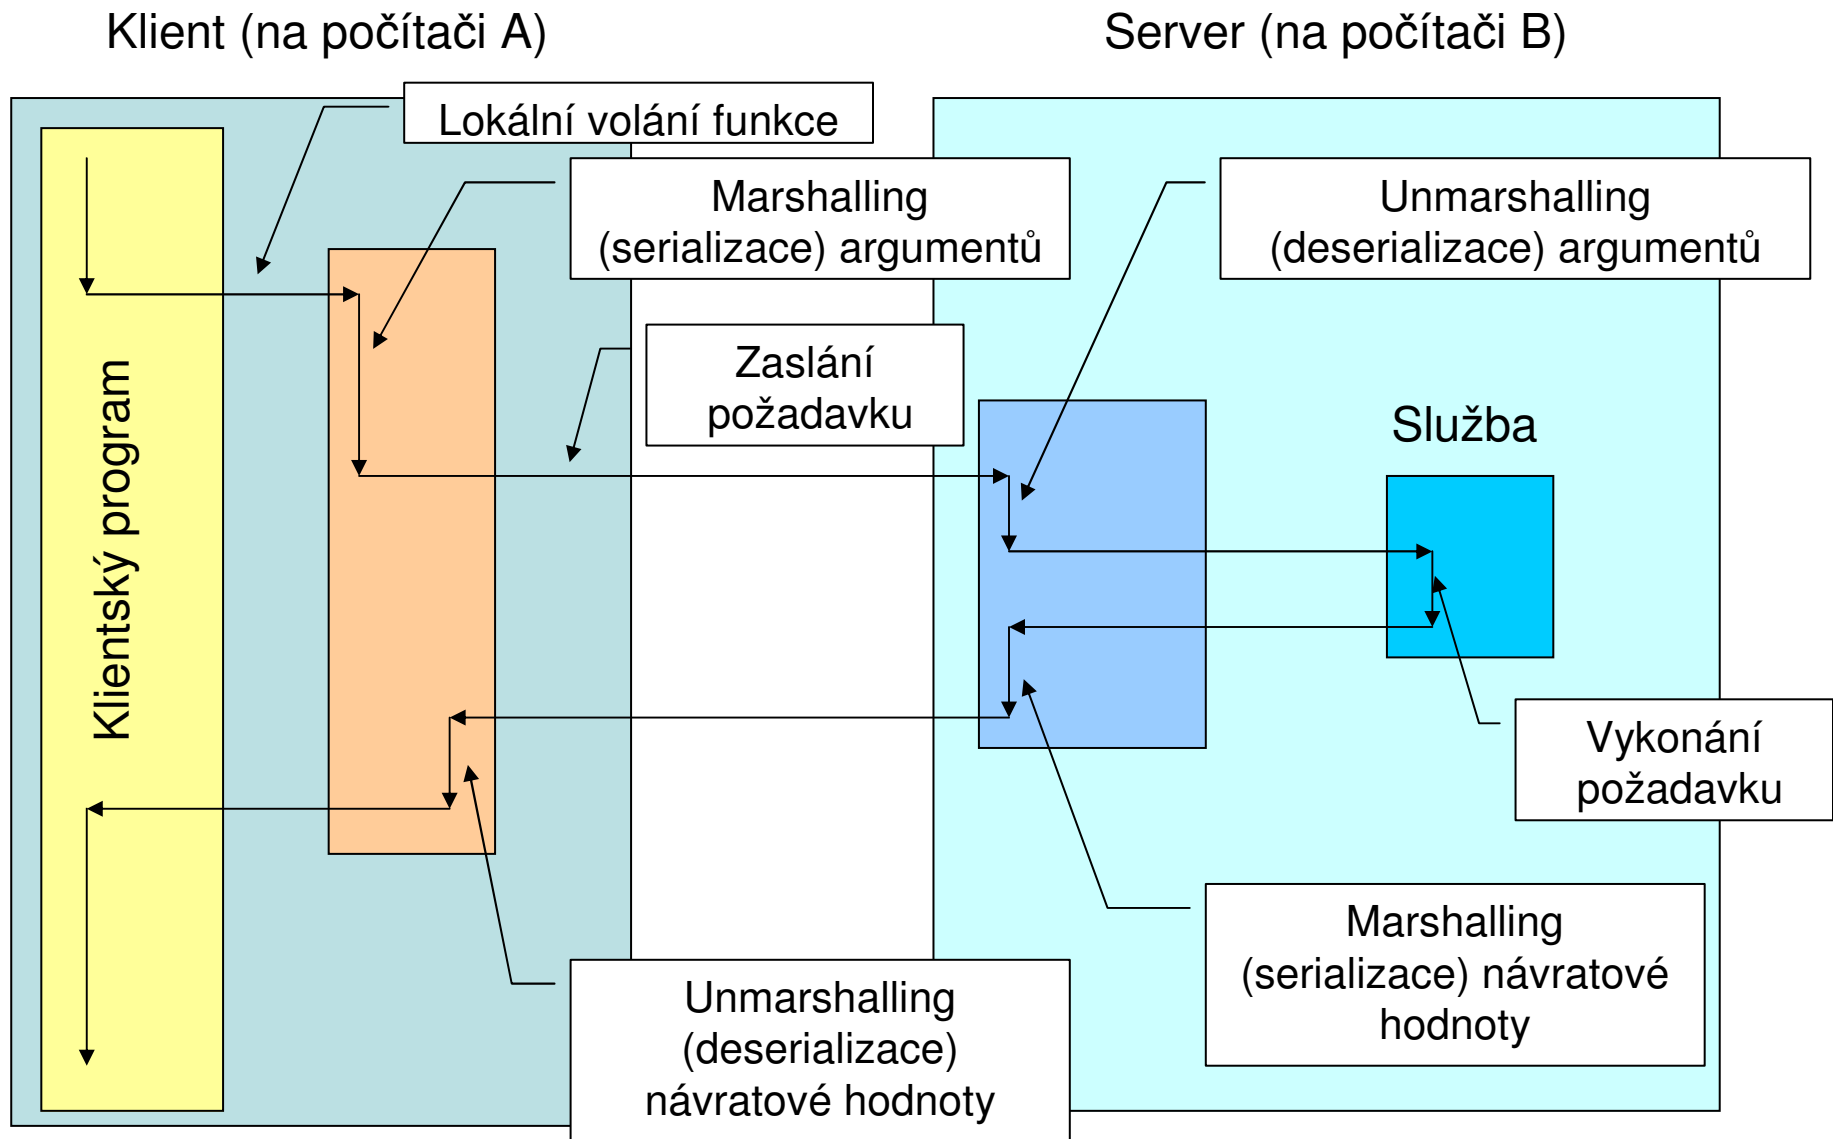 Klient (na počítači A)
Server (na počítači B)
Lokální volání funkce
Marshalling
(serializace) argumentů
Unmarshalling
(deserializace) argumentů
Zaslání
požadavku
Služba
Klientský program
Vykonání
požadavku
Marshalling
(serializace) návratové
hodnoty
Unmarshalling
(deserializace)
návratové hodnoty